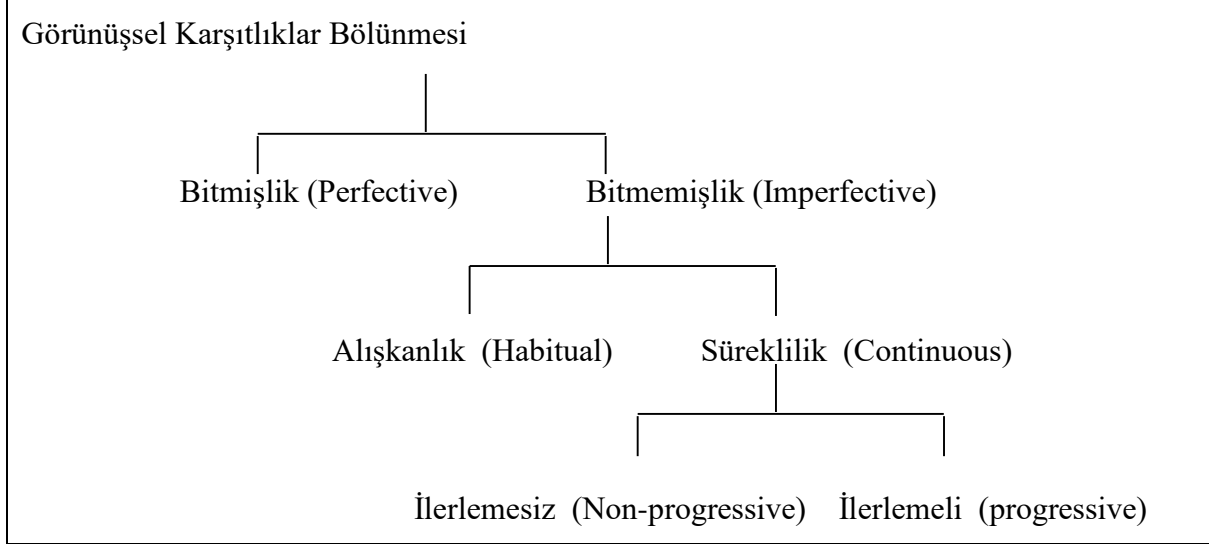 Görünüşsel Karşıtlıklar Bölünmesi
Bitmişlik (Perfective) Bitmemişlik (Imperfective)
Alışkanlık (Habitual) Süreklilik (Continuous)
İlerlemesiz (Non-progressive) İlerlemeli (progressive)